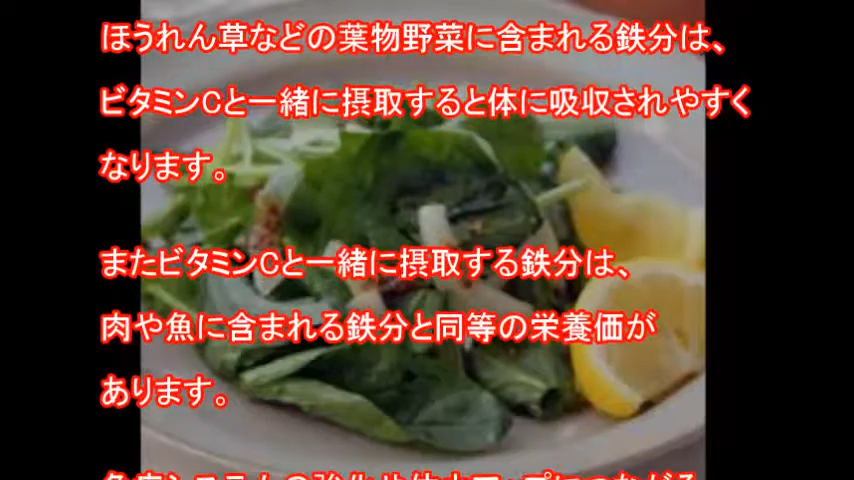 ほうれん草などの葉物野菜に含まれる鉄分は、
ビタミンCと一緒に摂取すると体に吸収されやすく
なります。
またビタミンCと一緒に摂取する鉄分は、
肉や魚に含まれる鉄分と同等の栄養価が
あります。